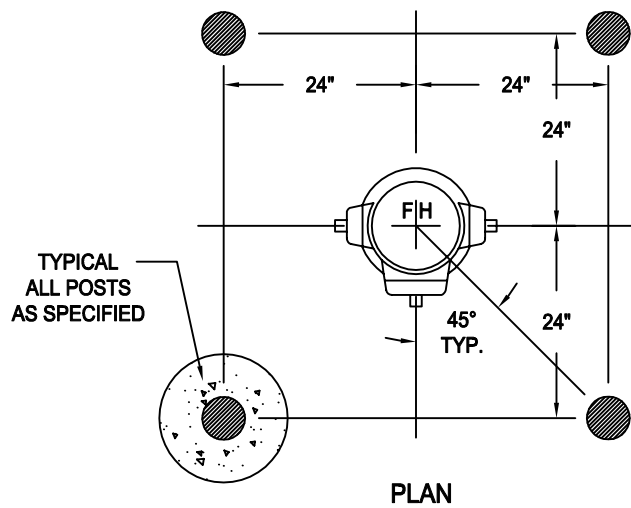 24" 24"
24"
FH
TYPICAL
ALL POSTS
AS SPECIFIED
45°
TYP.
24"
PLAN